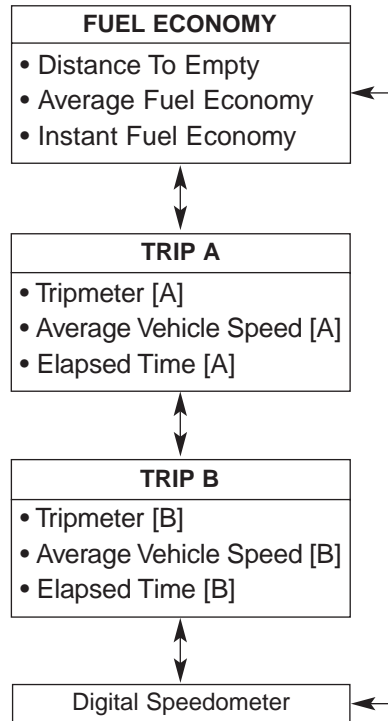 FUEL ECONOMY
• Distance To Empty
• Average Fuel Economy
• Instant Fuel Economy
TRIP A
• Tripmeter [A]
• Average Vehicle Speed [A]
• Elapsed Time [A]
TRIP B
• Tripmeter [B]
• Average Vehicle Speed [B]
• Elapsed Time [B]
Digital Speedometer